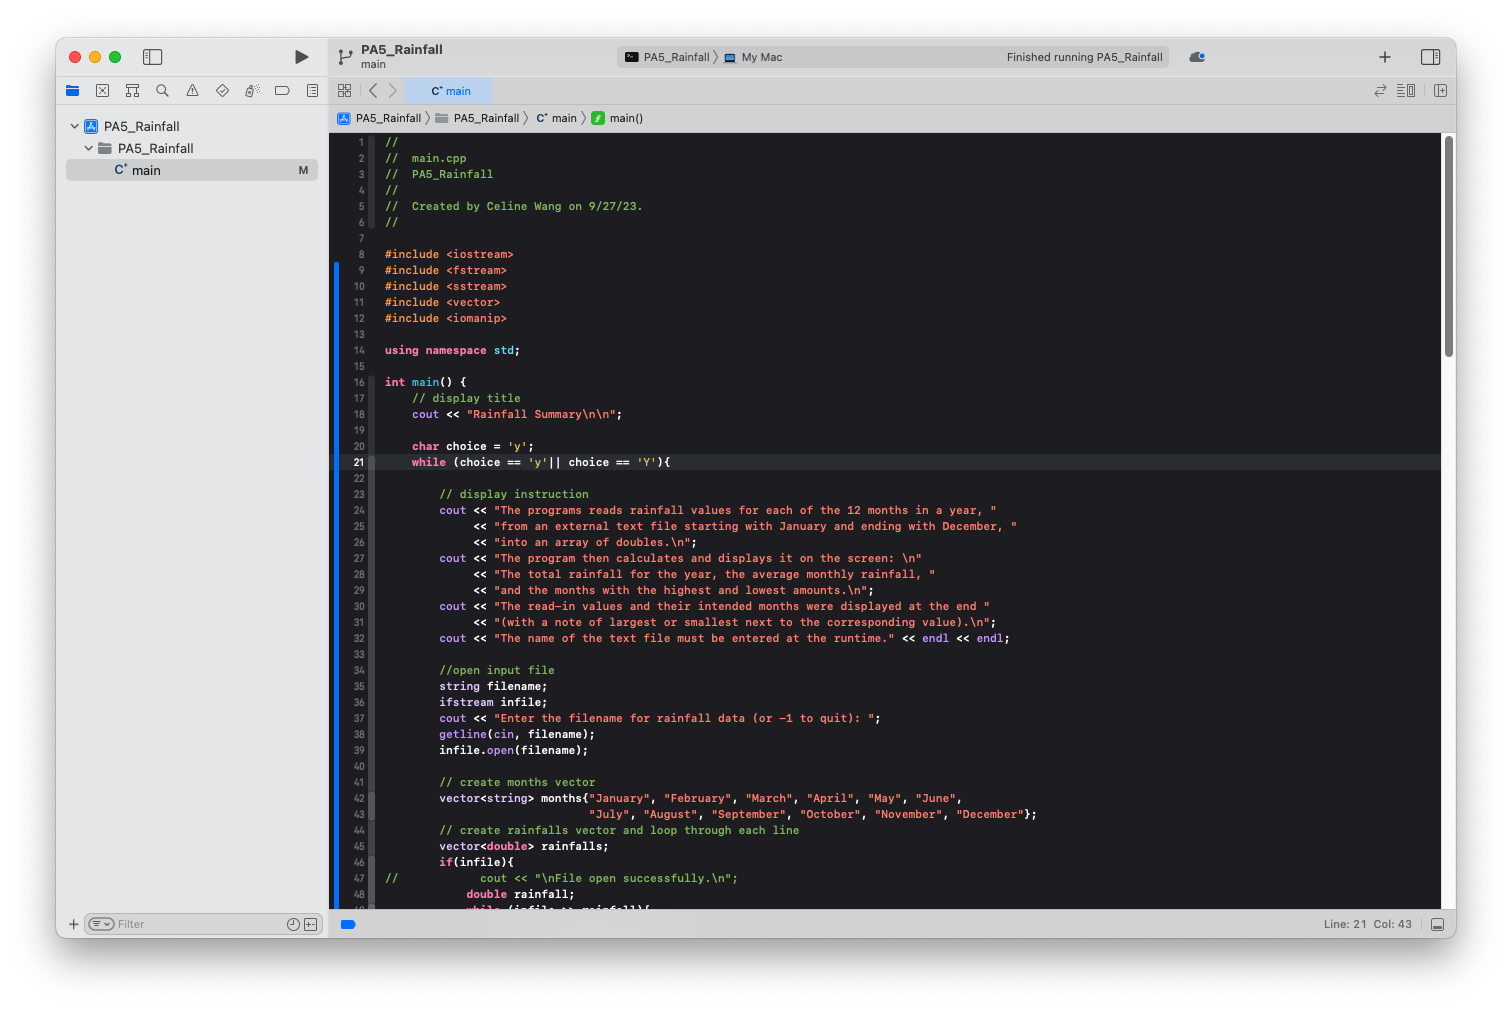 PA5_Rainfall
main
PA5_Rainfall
My Mac
Finished running PA5_Rainfall
C+ main
PA5_Rainfall
PA5_Rainfall
main
M
PA5_Rainfall
PA5_Rainfall
C+ main
main()
1 //
2 //  main.cpp
3 //  PA5_Rainfall
4 //
5 //  Created by Celine Wang on 9/27/23.
6 //
7
8 #include <iostream>
9 #include <fstream>
10 #include <sstream>
11 #include <vector>
12 #include <iomanip>
13
14 using namespace std;
15
16 int main() {
17     // display title
18     cout << "Rainfall Summary\n\n";
19
20     char choice = 'y';
21     while (choice == 'y'|| choice == 'Y'){
22
23         // display instruction
24         cout << "The programs reads rainfall values for each of the 12 months in a year, "
25              << "from an external text file starting with January and ending with December, "
26              << "into an array of doubles.\n";
27         cout << "The program then calculates and displays it on the screen: \n"
28              << "The total rainfall for the year, the average monthly rainfall, "
29              << "and the months with the highest and lowest amounts.\n";
30         cout << "The read-in values and their intended months were displayed at the end "
31              << "(with a note of largest or smallest next to the corresponding value).\n";
32         cout << "The name of the text file must be entered at the runtime." << endl << endl;
33
34         //open input file
35         string filename;
36         ifstream infile;
37         cout << "Enter the filename for rainfall data (or -1 to quit): ";
38         getline(cin, filename);
39         infile.open(filename);
40
41         // create months vector
42         vector<string> months{"January", "February", "March", "April", "May", "June",
43                               "July", "August", "September", "October", "November", "December"};
44         // create rainfalls vector and loop through each line
45         vector<double> rainfalls;
46         if(infile){
47 //            cout << "\nFile open successfully.\n";
48             double rainfall;
while (infile >> rainfall){
Filter
Line: 21 Col: 43